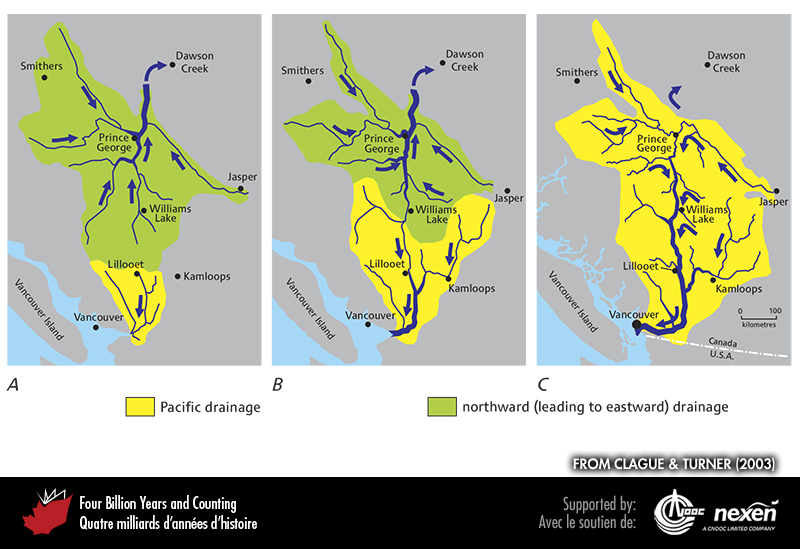 Dawson
Creek
Smithers
Prince
George
Jasper
Williams
Lake
Lillooet
Kamloops
Vancouver
Vancouver Island
A
Dawson
Creek
Smithers
Prince
George
Jasper
Williams
Lake
Lillooet
Kamloops
Vancouver
Vancouver Island
B
Dawson
Creek
Smithers
Prince
George
Jasper
Williams
Lake
Lillooet
Kamloops
Vancouver
Vancouver Island
0 100
kilometres
Canada
U.S.A.
C
Pacific drainage
northward (leading to eastward) drainage
FROM CLAGUE & TURNER (2003)
Four Billion Years and Counting
Quatre milliards d'années d'histoire
Supported by:
Avec le soutien de:
CNOOC
nexen
A CNOOC LIMITED COMPANY